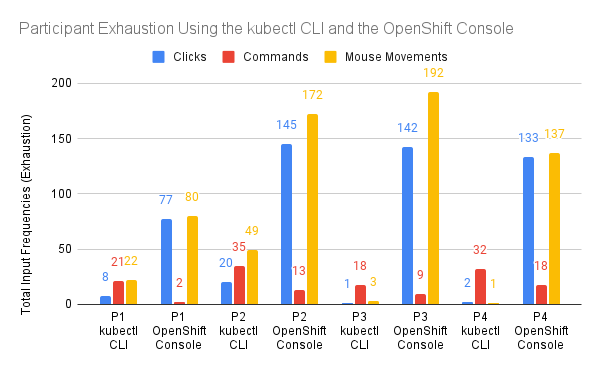 Participant Exhaustion Using the kubectl CLI and the OpenShift Console
Clicks Commands Mouse Movements
Total Input Frequencies (Exhaustion)
200
150
100
50
0
8 21 22
77 2 80
20 35 49
145 13 172
1 18 3
142 9 192
2 32 1
133 18 137
P1 kubectl CLI
P1 OpenShift Console
P2 kubectl CLI
P2 OpenShift Console
P3 kubectl CLI
P3 OpenShift Console
P4 kubectl CLI
P4 OpenShift Console